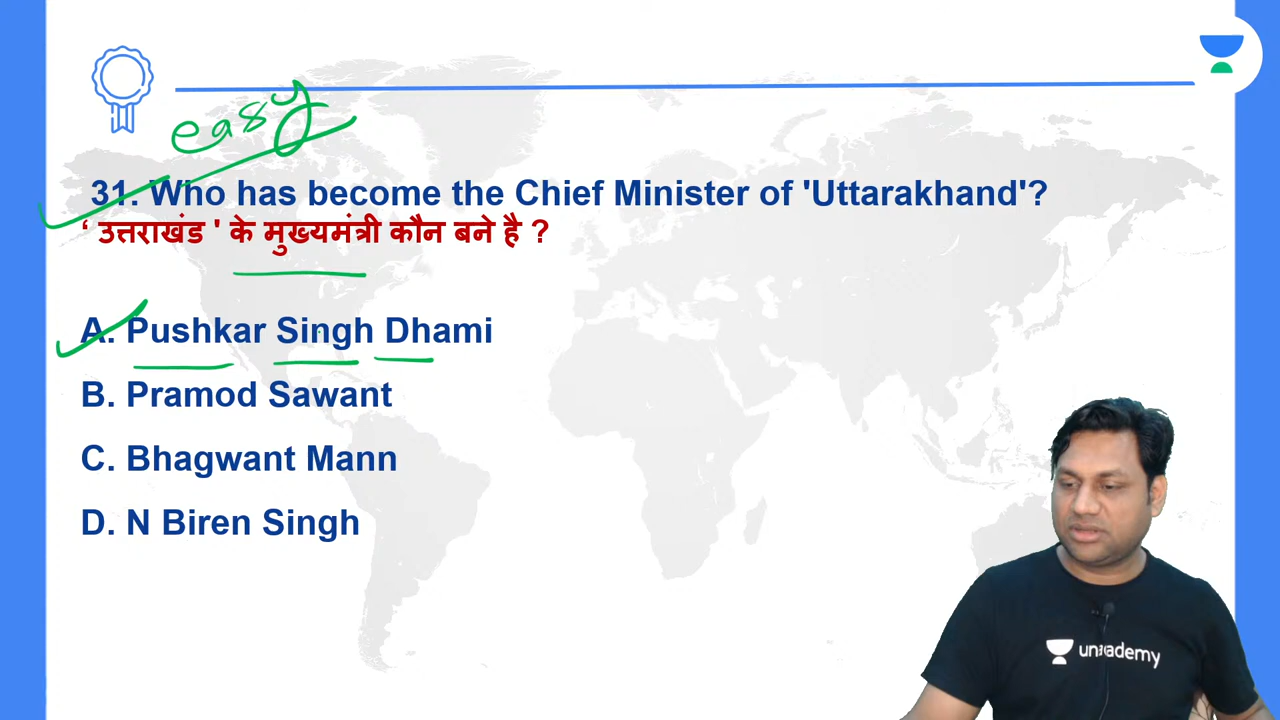 easy
31. Who has become the Chief Minister of 'Uttarakhand'?
‘ उत्तराखंड ' के मुख्यमंत्री कौन बने है ?
A. Pushkar Singh Dhami
B. Pramod Sawant
C. Bhagwant Mann
D. N Biren Singh
unacademy